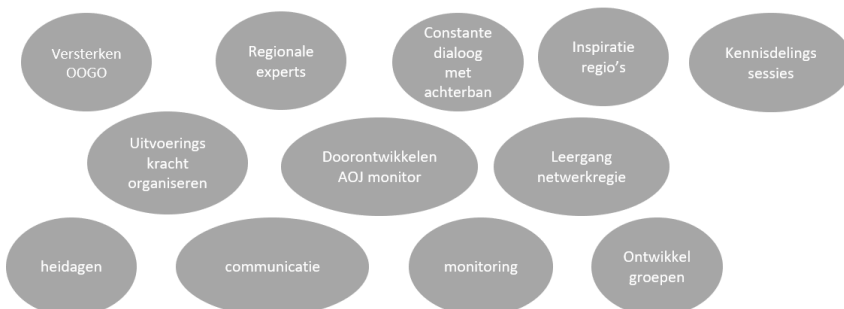 Versterken
OOGO
Regionale
experts
Constante
dialoog
met
achterban
Inspiratie
regio's
Kennisdelings
sessies
Uitvoerings
kracht
organiseren
Doorontwikkelen
AOJ monitor
Leergang
netwerkregie
heidagen
communicatie
monitoring
Ontwikkel
groepen